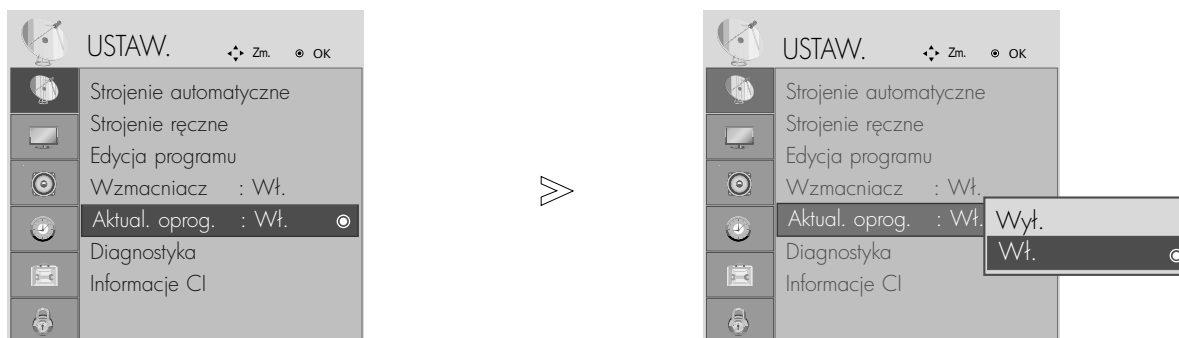 USTAW. Zm. OK
Strojenie automatyczne
Strojenie ręczne
Edycja programu
Wzmacniacz : Wł.
Aktual. oprog. : Wł.
Diagnostyka
Informacje CI
USTAW. Zm. OK
Strojenie automatyczne
Strojenie ręczne
Edycja programu
Wzmacniacz : Wł.
Aktual. oprog. : Wł.
Diagnostyka
Informacje CI
Wył.
Wł.